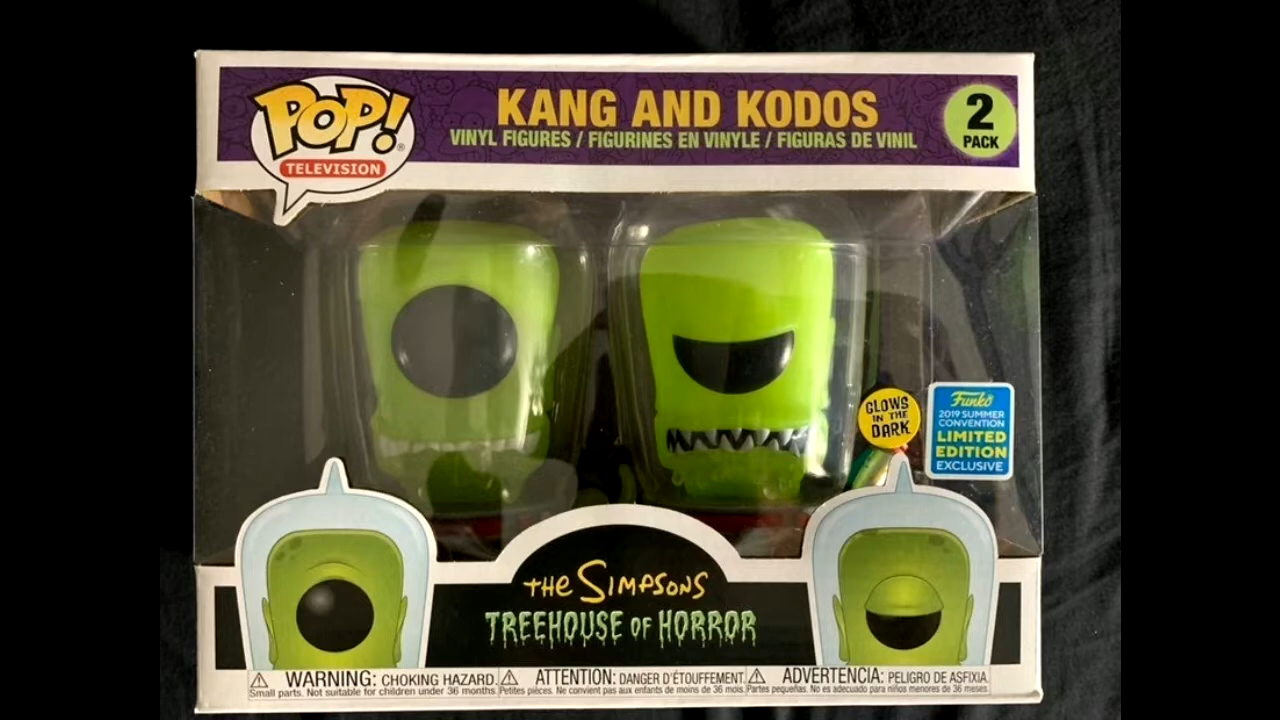 POP!
TELEVISION
KANG AND KODOS
VINYL FIGURES / FIGURINES EN VINYLE / FIGURAS DE VINIL
2
PACK
GLOWS
IN THE
DARK
Funko
2019 SUMMER
CONVENTION
LIMITED
EDITION
EXCLUSIVE
THE SIMPSONS
TREEHOUSE OF HORROR
⚠ WARNING: CHOKING HAZARD.
Small parts. Not suitable for children under 36 months.
⚠ ATTENTION: DANGER D'ÉTOUFFEMENT.
Petites pièces. Ne convient pas aux enfants de moins de 36 mois.
⚠ ADVERTENCIA: PELIGRO DE ASFIXIA.
Partes pequeñas. No es adecuado para niños menores de 36 meses.